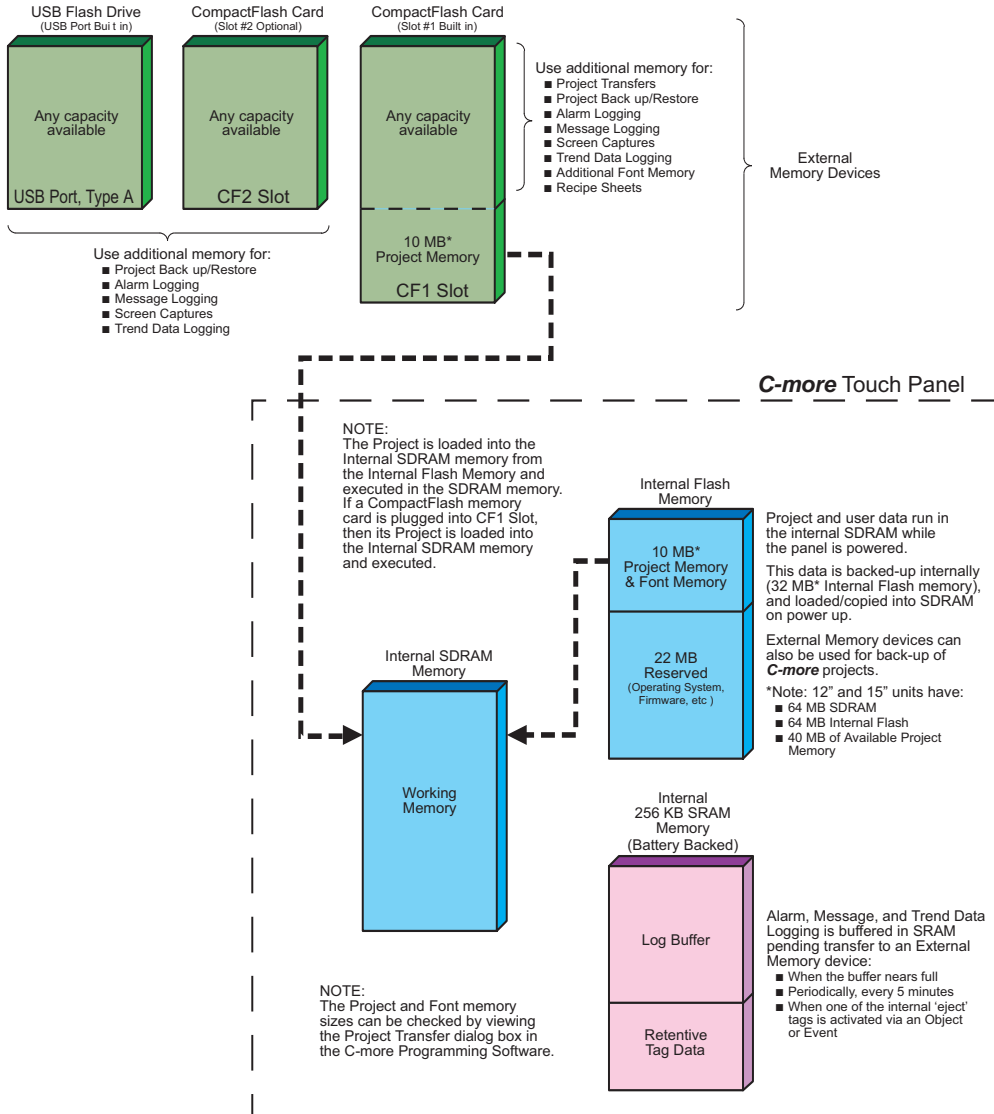 USB Flash Drive
(USB Port Bui t in)
Any capacity
available
USB Port, Type A
CompactFlash Card
(Slot #2 Optional)
Any capacity
available
CF2 Slot
CompactFlash Card
(Slot #1 Built in)
Any capacity
available
10 MB*
Project Memory
CF1 Slot
Use additional memory for:
■ Project Transfers
■ Project Back up/Restore
■ Alarm Logging
■ Message Logging
■ Screen Captures
■ Trend Data Logging
■ Additional Font Memory
■ Recipe Sheets
External
Memory Devices
Use additional memory for:
■ Project Back up/Restore
■ Alarm Logging
■ Message Logging
■ Screen Captures
■ Trend Data Logging
C-more Touch Panel
NOTE:
The Project is loaded into the
Internal SDRAM memory from
the Internal Flash Memory and
executed in the SDRAM memory.
If a CompactFlash memory
card is plugged into CF1 Slot,
then its Project is loaded into
the Internal SDRAM memory
and executed.
Internal Flash
Memory
10 MB*
Project Memory
& Font Memory
22 MB
Reserved
(Operating System,
Firmware, etc )
Project and user data run in
the internal SDRAM while
the panel is powered.
This data is backed-up internally
(32 MB* Internal Flash memory),
and loaded/copied into SDRAM
on power up.
External Memory devices can
also be used for back-up of
C-more projects.
*Note: 12” and 15” units have:
■ 64 MB SDRAM
■ 64 MB Internal Flash
■ 40 MB of Available Project
Memory
Internal SDRAM
Memory
Working
Memory
Internal
256 KB SRAM
Memory
(Battery Backed)
Log Buffer
Retentive
Tag Data
Alarm, Message, and Trend Data
Logging is buffered in SRAM
pending transfer to an External
Memory device:
■ When the buffer nears full
■ Periodically, every 5 minutes
■ When one of the internal ‘eject’
tags is activated via an Object
or Event
NOTE:
The Project and Font memory
sizes can be checked by viewing
the Project Transfer dialog box in
the C-more Programming Software.